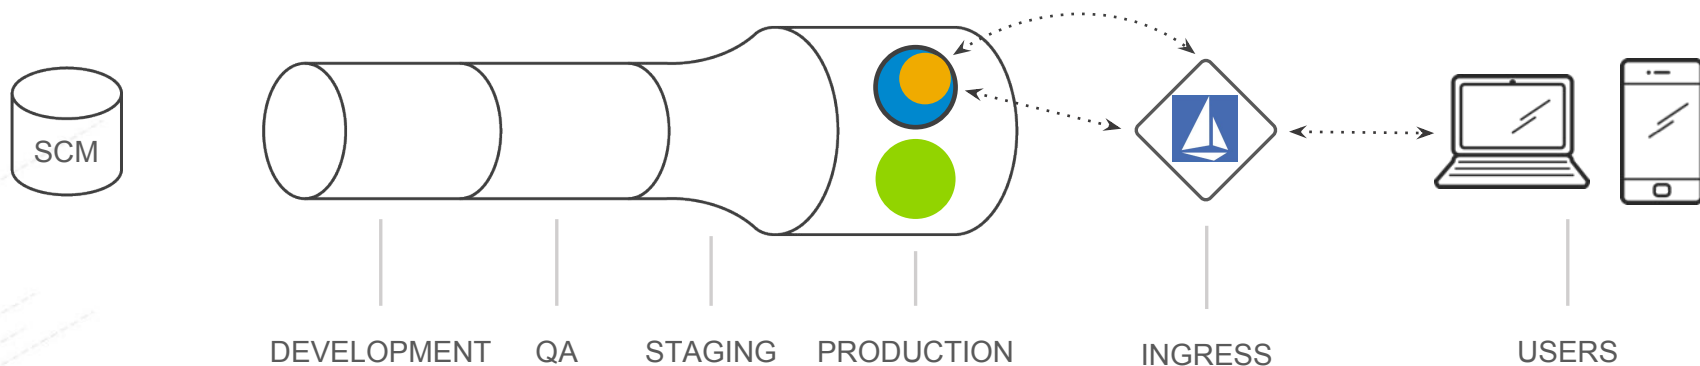 SCM
DEVELOPMENT QA STAGING PRODUCTION INGRESS USERS